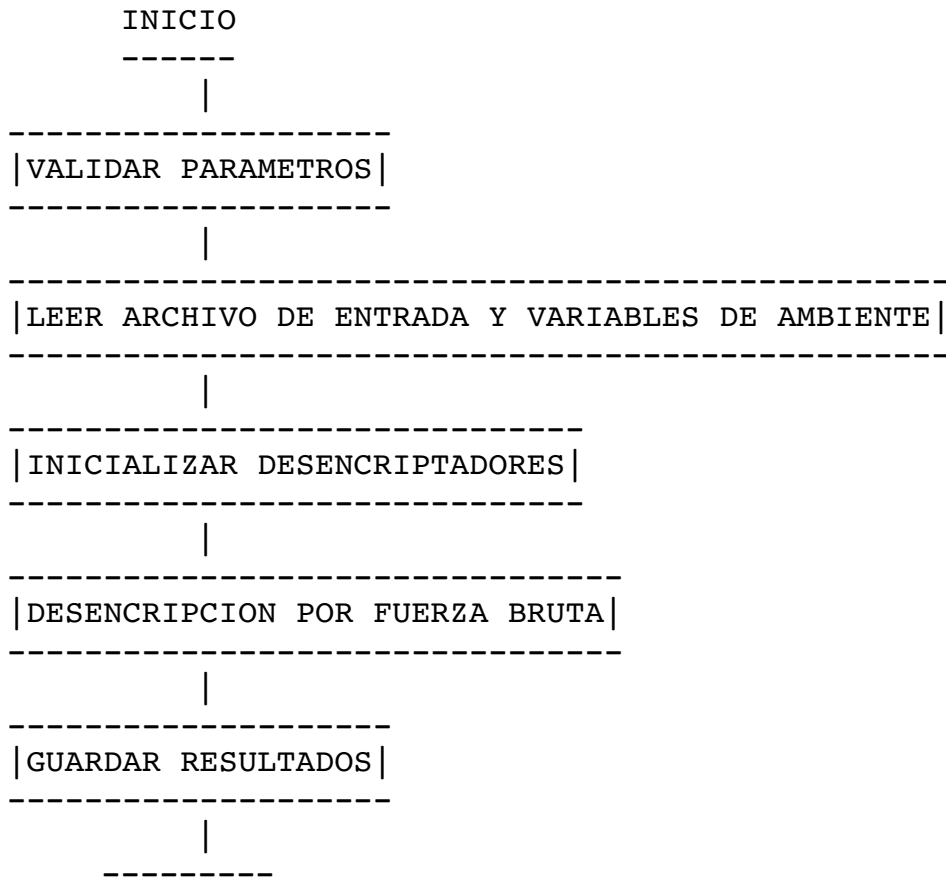 INICIO
VALIDAR PARAMETROS
LEER ARCHIVO DE ENTRADA Y VARIABLES DE AMBIENTE
INICIALIZAR DESENCRIPTADORES
DESENCRIPCION POR FUERZA BRUTA
GUARDAR RESULTADOS